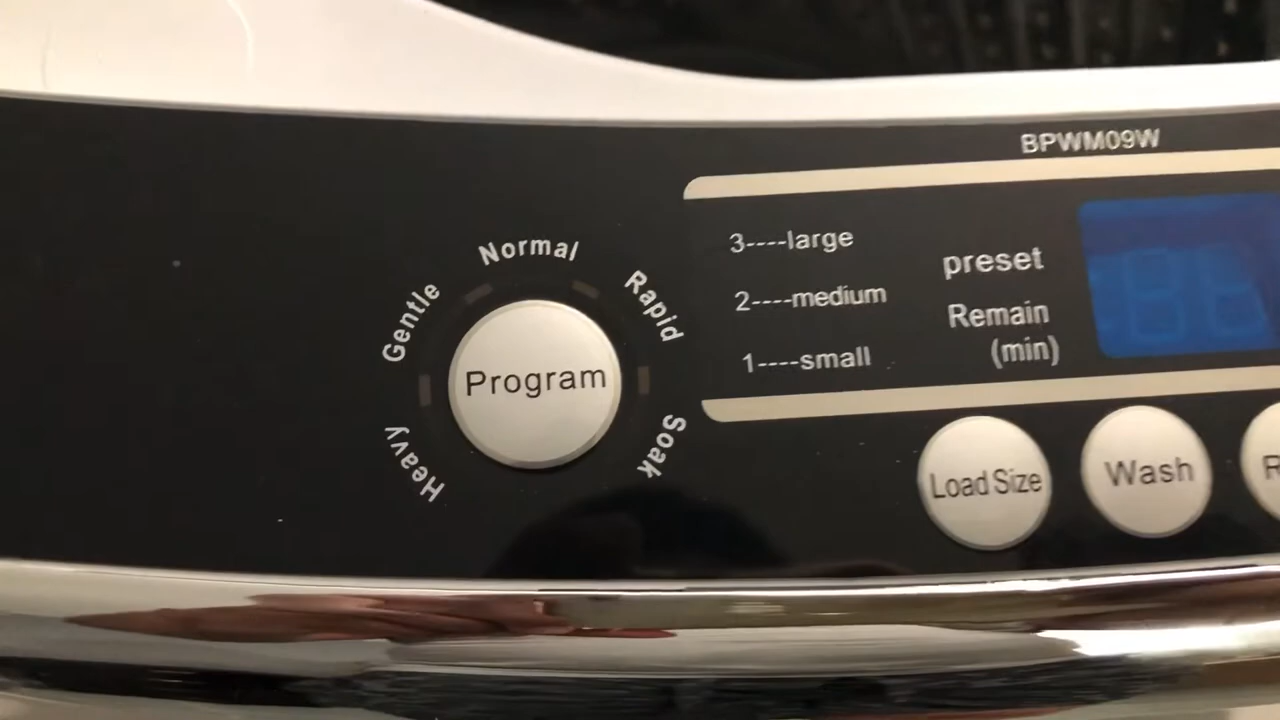 BPWM09W
Normal
Gentle
Rapid
Program
Heavy
Soak
3----large
2----medium
1----small
preset
Remain
(min)
Load Size
Wash